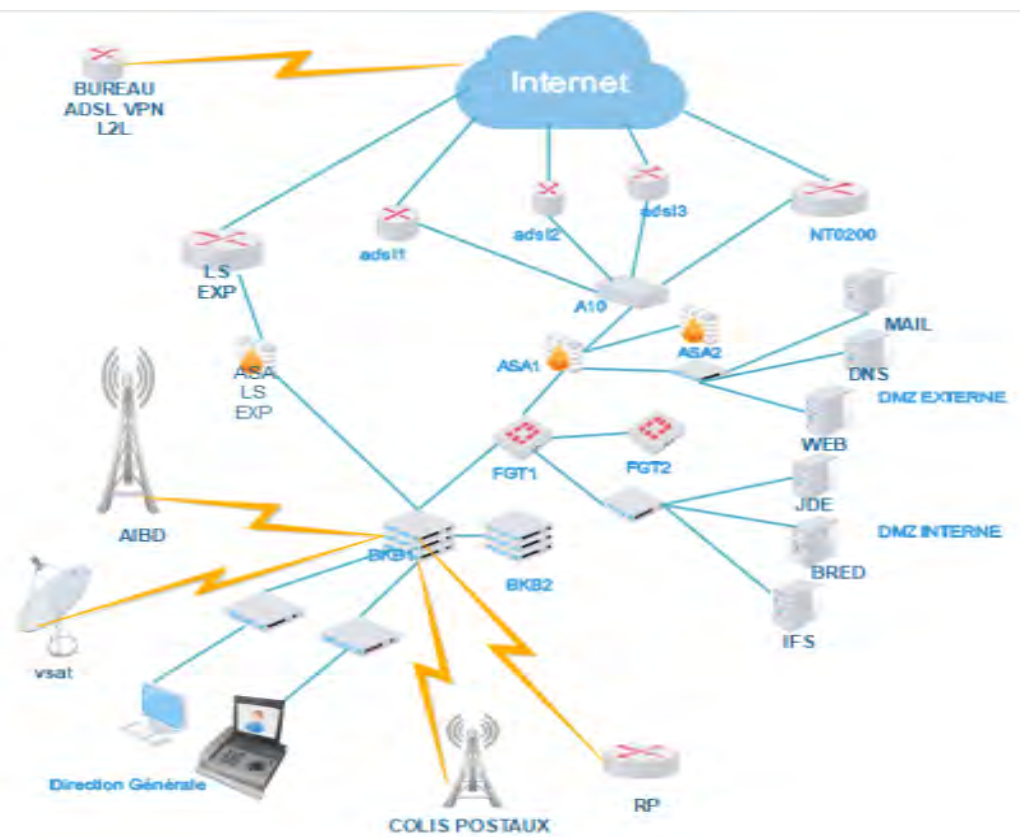 Internet
BUREAU
ADSL VPN
L2L
adsl1
adsl2
adsl3
NT0200
LS
EXP
A10
MAIL
ASA1
ASA2
ASA
LS
EXP
DNS
DMZ EXTERNE
WEB
FGT1
FGT2
JDE
AIBD
DMZ INTERNE
BKB1
BKB2
BRED
IFS
vsat
Direction Générale
RP
COLIS POSTAUX